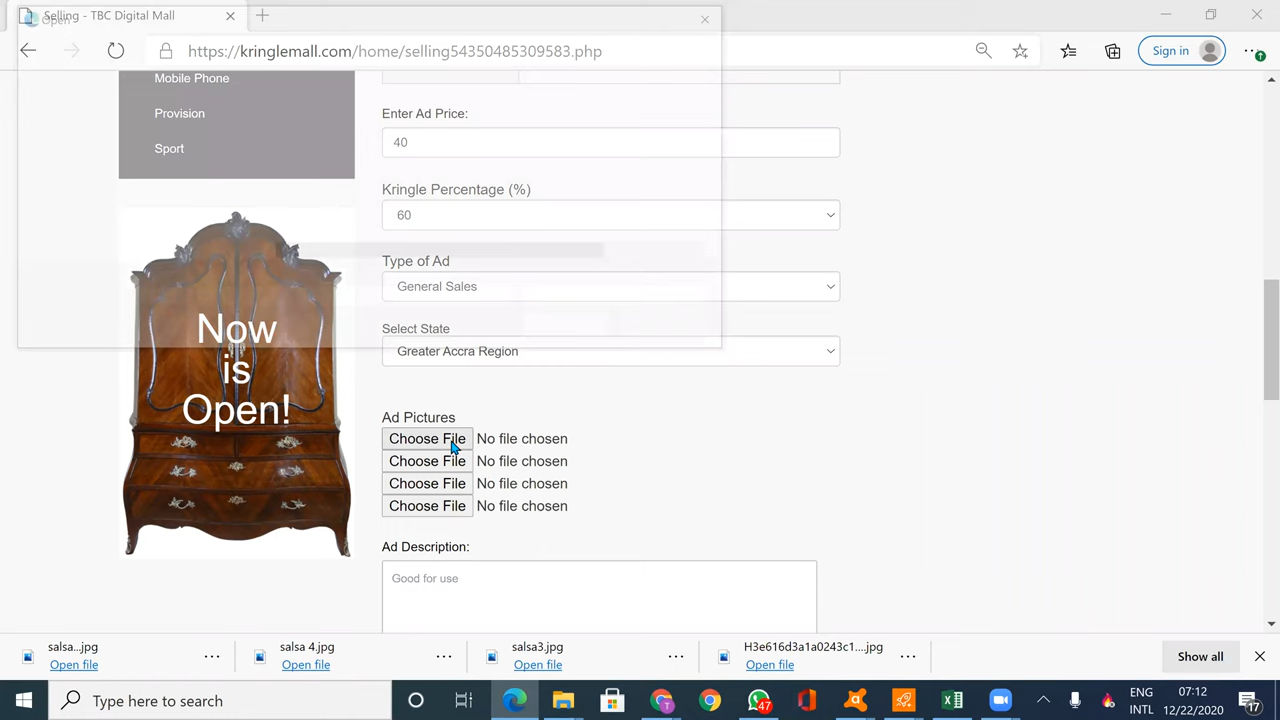 Selling - TBC Digital Mall
Open
https://kringlemall.com/home/selling54350485309583.php
Sign in
Mobile Phone
Provision
Sport
Now
is
Open!
Enter Ad Price:
40
Kringle Percentage (%)
60
Type of Ad
General Sales
Select State
Greater Accra Region
Ad Pictures
Choose File No file chosen
Choose File No file chosen
Choose File No file chosen
Choose File No file chosen
Ad Description:
Good for use
salsa...jpg
Open file
salsa 4.jpg
Open file
salsa3.jpg
Open file
H3e616d3a1a0243c1....jpg
Open file
Show all
Type here to search
47
ENG
INTL
07:12
12/22/2020
17